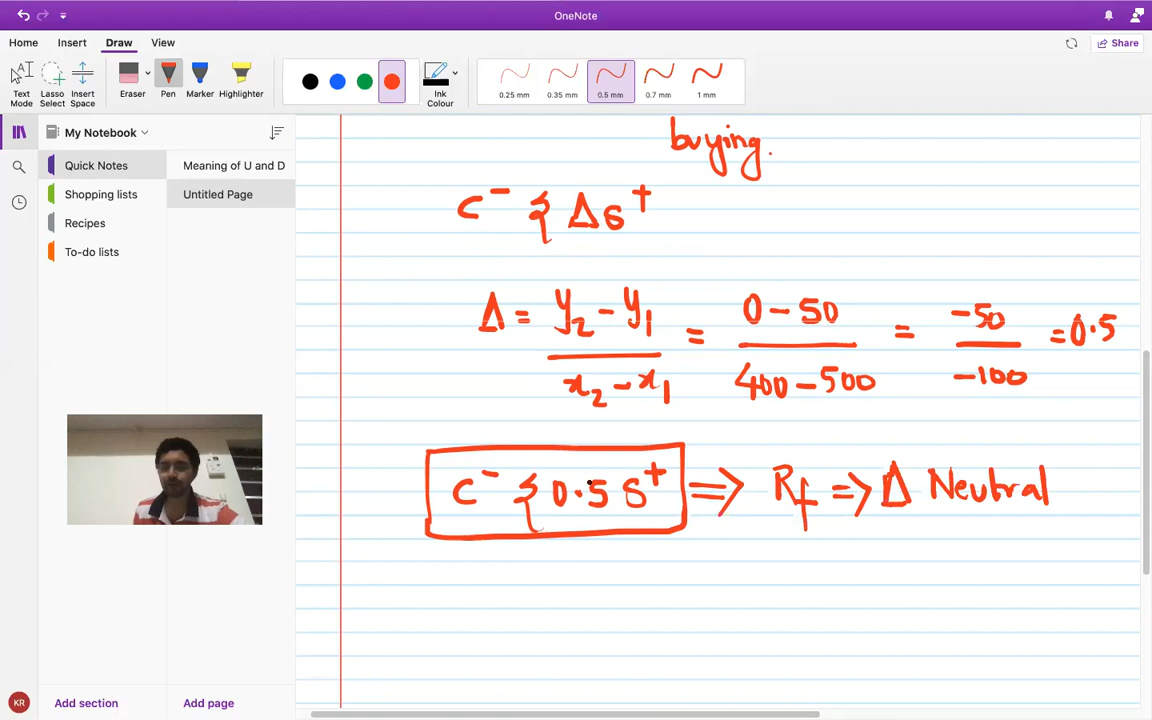 OneNote
Home Insert Draw View
Share
Text Mode
Lasso Select
Insert Space
Eraser
Pen
Marker
Highlighter
Ink Colour
0.25 mm
0.35 mm
0.5 mm
0.7 mm
1 mm
My Notebook
Quick Notes
Shopping lists
Recipes
To-do lists
Meaning of U and D
Untitled Page
buying.
C⁻ { Δs⁺
Δ = y₂ - y₁ / x₂ - x₁ = 0 - 50 / 400 - 500 = -50 / -100 = 0.5
C⁻ { 0.5 S⁺ => Rf => Δ Neutral
KR
Add section
Add page